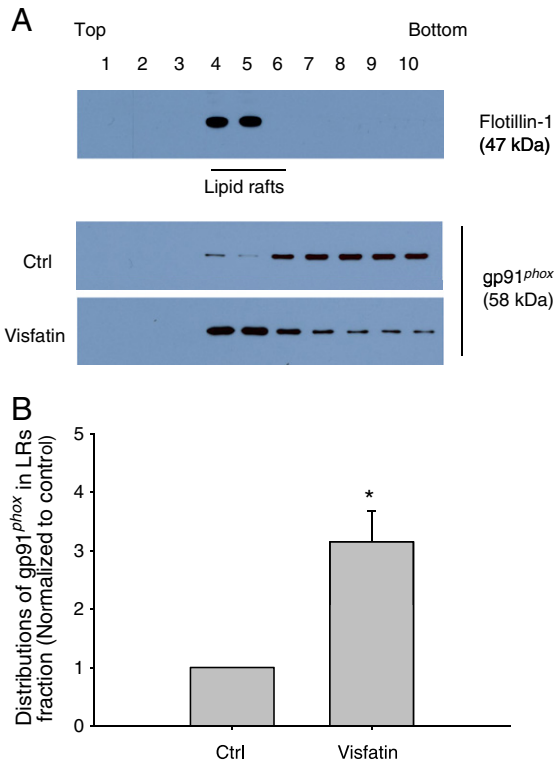 A
Top Bottom
1 2 3 4 5 6 7 8 9 10
Flotillin-1
(47 kDa)
Lipid rafts
Ctrl
gp91phox
(58 kDa)
Visfatin
B
Distributions of gp91phox in LRs
fraction (Normalized to control)
5
4
3
2
1
0
*
Ctrl Visfatin